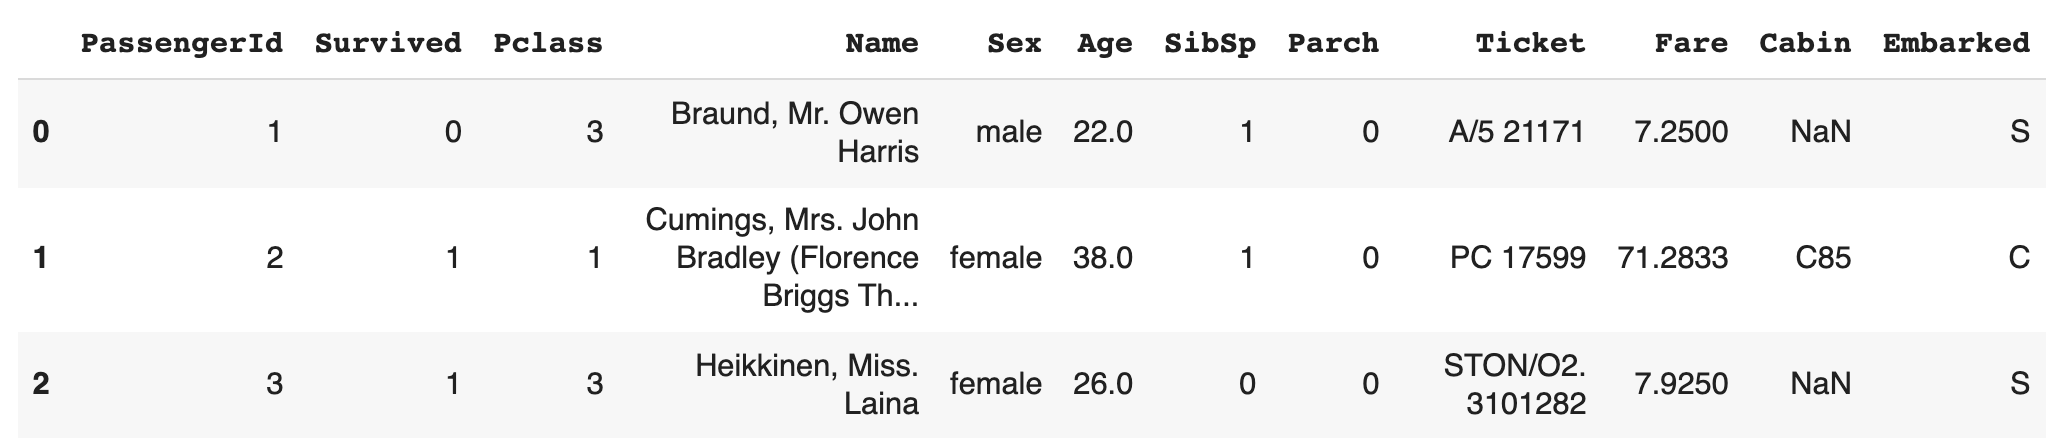 PassengerId Survived Pclass Name Sex Age SibSp Parch Ticket Fare Cabin Embarked
0 1 0 3 Braund, Mr. Owen Harris male 22.0 1 0 A/5 21171 7.2500 NaN S
1 2 1 1 Cumings, Mrs. John Bradley (Florence Briggs Th... female 38.0 1 0 PC 17599 71.2833 C85 C
2 3 1 3 Heikkinen, Miss. Laina female 26.0 0 0 STON/O2. 3101282 7.9250 NaN S